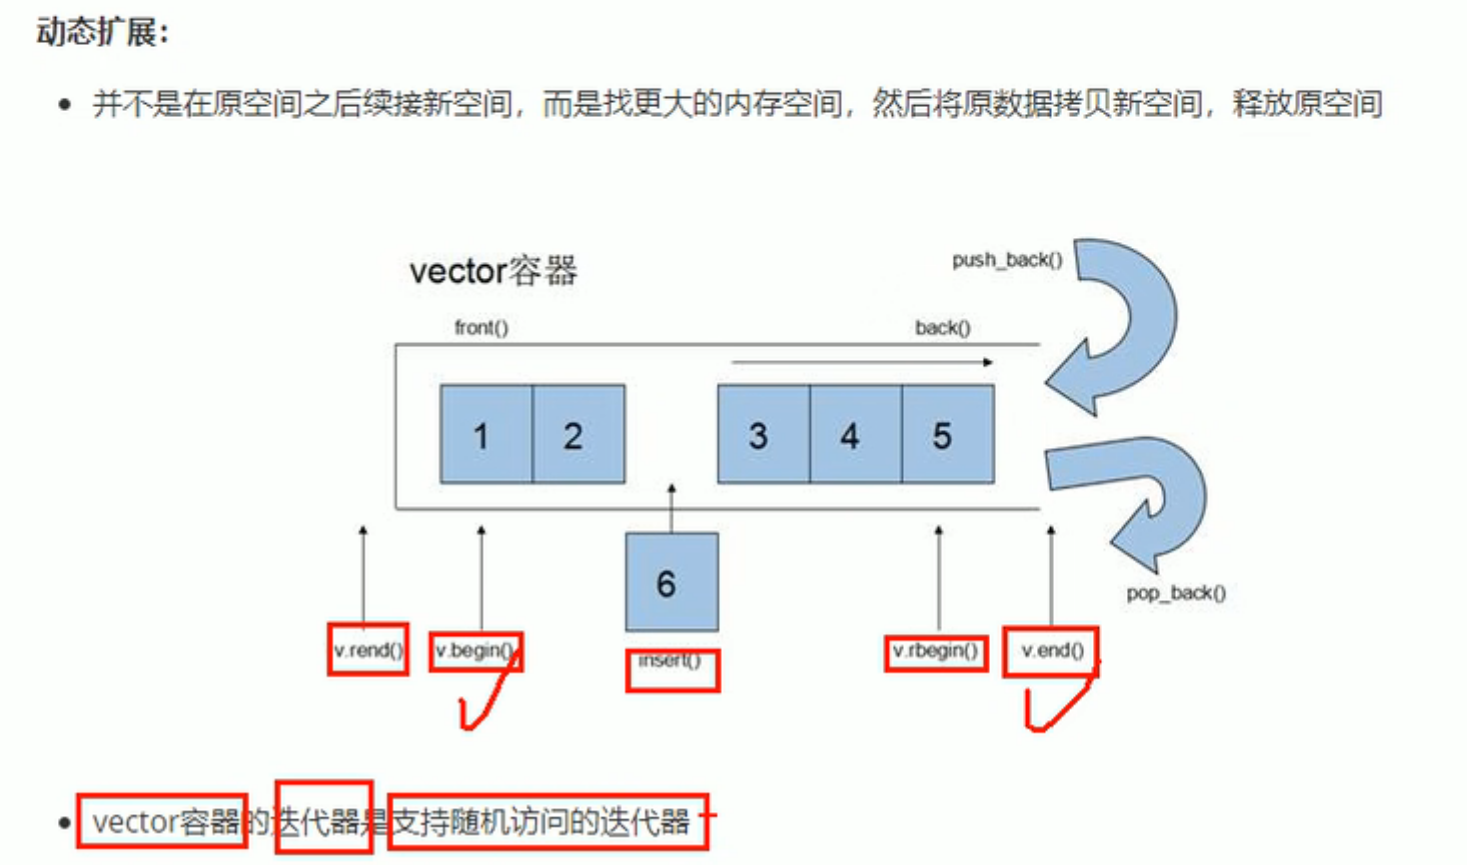 动态扩展：
并不是在原空间之后续接新空间，而是找更大的内存空间，然后将原数据拷贝新空间，释放原空间
push_back()
vector容器
front() back()
1 2 3 4 5
6
pop_back()
v.rend() v.begin() insert() v.rbegin() v.end()
vector容器的迭代器是支持随机访问的迭代器